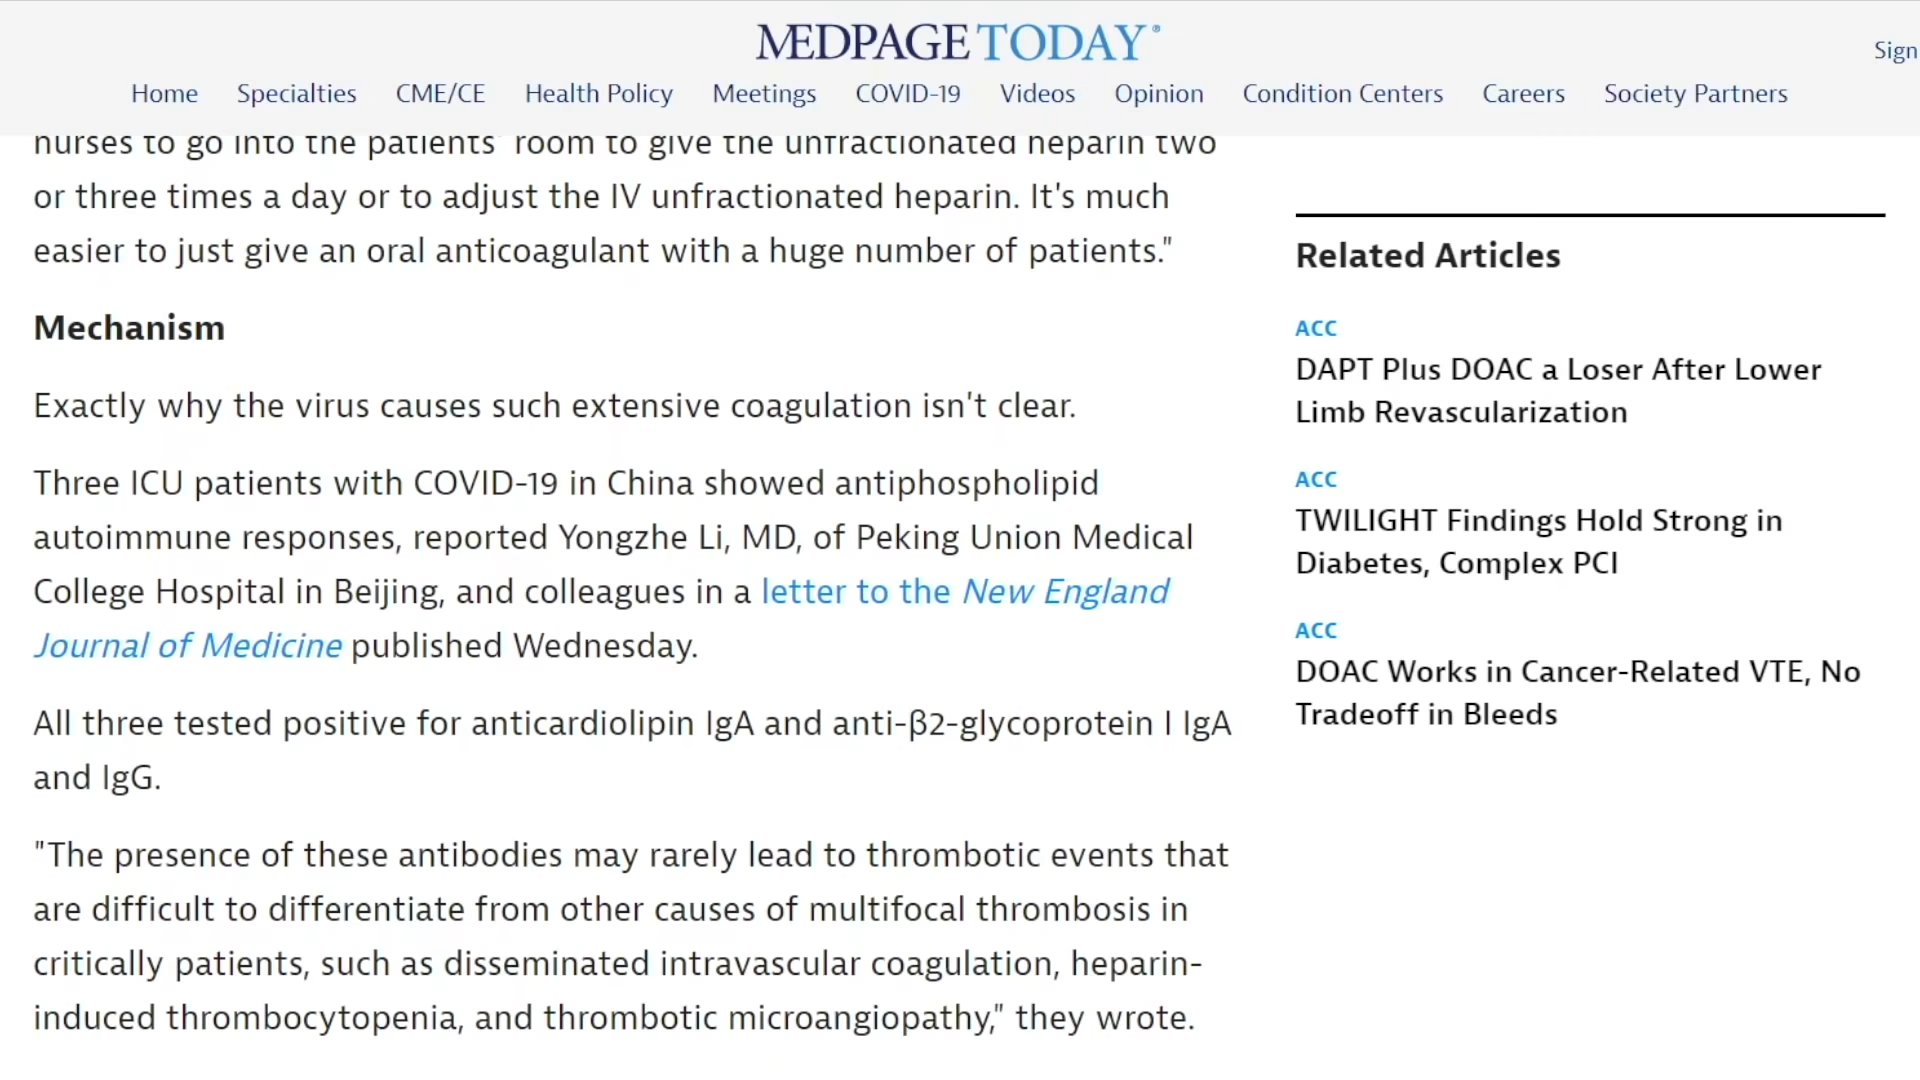 MEDPAGE TODAY®
Sign
Home Specialties CME/CE Health Policy Meetings COVID-19 Videos Opinion Condition Centers Careers Society Partners
nurses to go into the patients' room to give the unfractionated heparin two
or three times a day or to adjust the IV unfractionated heparin. It's much
easier to just give an oral anticoagulant with a huge number of patients."
Mechanism
Exactly why the virus causes such extensive coagulation isn't clear.
Three ICU patients with COVID-19 in China showed antiphospholipid
autoimmune responses, reported Yongzhe Li, MD, of Peking Union Medical
College Hospital in Beijing, and colleagues in a letter to the New England
Journal of Medicine published Wednesday.
All three tested positive for anticardiolipin IgA and anti-β2-glycoprotein I IgA
and IgG.
"The presence of these antibodies may rarely lead to thrombotic events that
are difficult to differentiate from other causes of multifocal thrombosis in
critically patients, such as disseminated intravascular coagulation, heparin-
induced thrombocytopenia, and thrombotic microangiopathy," they wrote.
Related Articles
ACC
DAPT Plus DOAC a Loser After Lower
Limb Revascularization
ACC
TWILIGHT Findings Hold Strong in
Diabetes, Complex PCI
ACC
DOAC Works in Cancer-Related VTE, No
Tradeoff in Bleeds